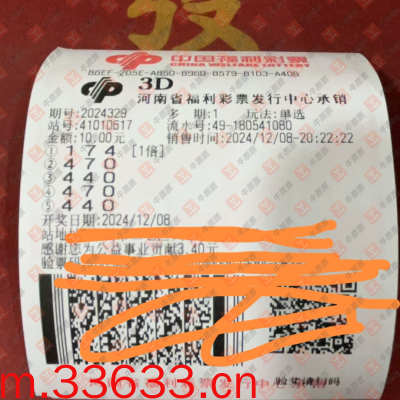 中国福利彩票
CHINA WELFARE LOTTERY
3D
河南省福利彩票发行中心承销
期号:2024329 多 期:1 玩法:单选
站号:41010617 流水号:49-180541080
金额:10.00元 销售时间:2024/12/08-20:22:22
① 1 7 4 [1倍]
② 4 7 0
③ 4 4 0
④ 4 7 0
⑤ 4 4 0
开奖日期:2024/12/08
站地
感谢您为公益事业贡献3.40元
验票码
m.33633.cn